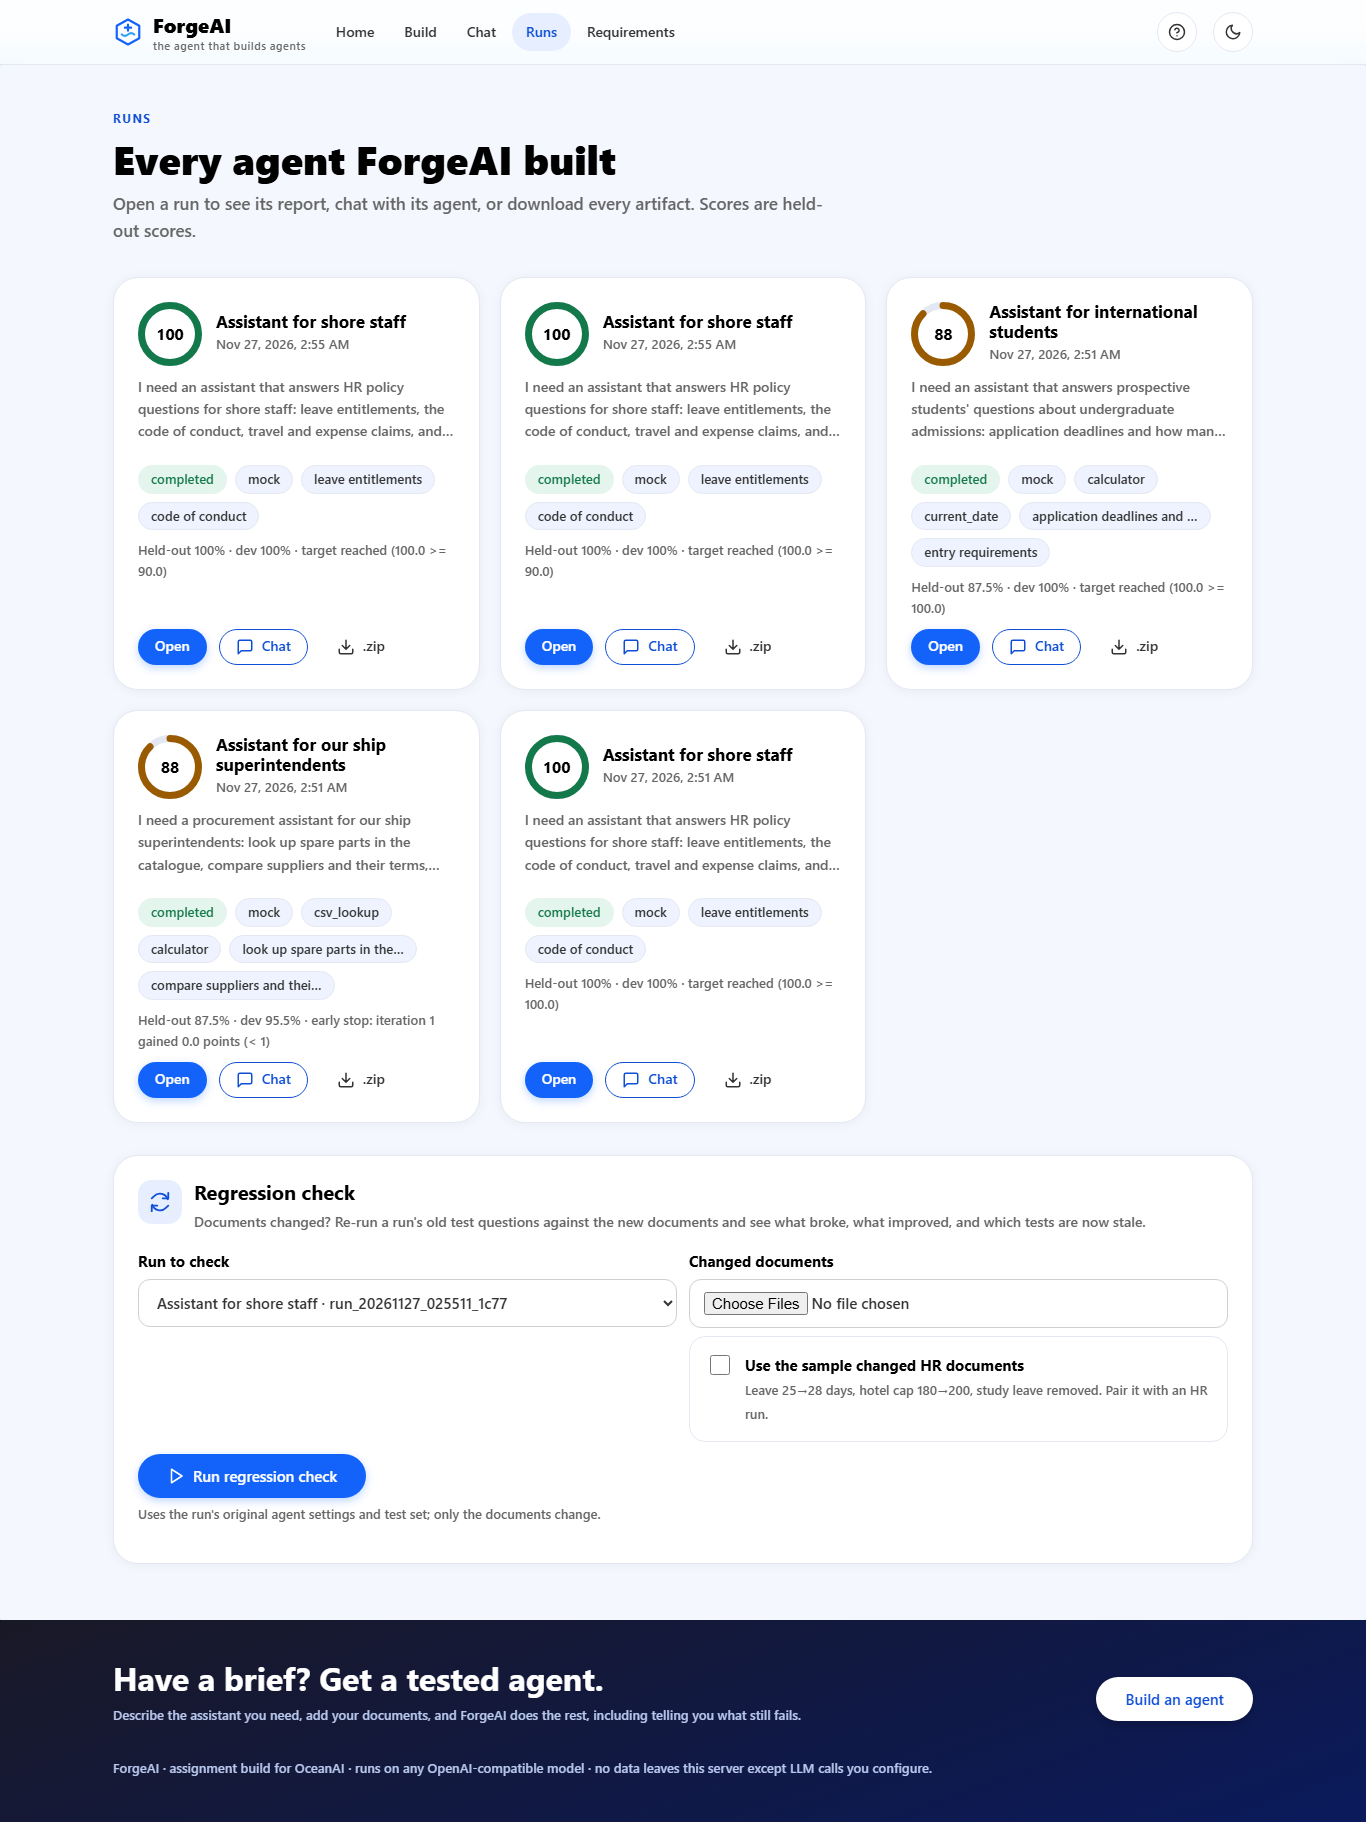 ForgeAI
the agent that builds agents
Home
Build
Chat
Runs
Requirements
RUNS
Every agent ForgeAI built
Open a run to see its report, chat with its agent, or download every artifact. Scores are held-
out scores.
100
Assistant for shore staff
Nov 27, 2026, 2:55 AM
I need an assistant that answers HR policy
questions for shore staff: leave entitlements, the
code of conduct, travel and expense claims, and...
completed
mock
leave entitlements
code of conduct
Held-out 100% · dev 100% · target reached (100.0 >=
90.0)
Open
Chat
.zip
100
Assistant for shore staff
Nov 27, 2026, 2:55 AM
I need an assistant that answers HR policy
questions for shore staff: leave entitlements, the
code of conduct, travel and expense claims, and...
completed
mock
leave entitlements
code of conduct
Held-out 100% · dev 100% · target reached (100.0 >=
90.0)
Open
Chat
.zip
88
Assistant for international
students
Nov 27, 2026, 2:51 AM
I need an assistant that answers prospective
students' questions about undergraduate
admissions: application deadlines and how man...
completed
mock
calculator
current_date
application deadlines and ...
entry requirements
Held-out 87.5% · dev 100% · target reached (100.0 >=
100.0)
Open
Chat
.zip
88
Assistant for our ship
superintendents
Nov 27, 2026, 2:51 AM
I need a procurement assistant for our ship
superintendents: look up spare parts in the
catalogue, compare suppliers and their terms,...
completed
mock
csv_lookup
calculator
look up spare parts in the...
compare suppliers and thei...
Held-out 87.5% · dev 95.5% · early stop: iteration 1
gained 0.0 points (< 1)
Open
Chat
.zip
100
Assistant for shore staff
Nov 27, 2026, 2:51 AM
I need an assistant that answers HR policy
questions for shore staff: leave entitlements, the
code of conduct, travel and expense claims, and...
completed
mock
leave entitlements
code of conduct
Held-out 100% · dev 100% · target reached (100.0 >=
100.0)
Open
Chat
.zip
Regression check
Documents changed? Re-run a run's old test questions against the new documents and see what broke, what improved, and which tests are now stale.
Run to check
Assistant for shore staff · run_20261127_025511_1c77
Changed documents
Choose Files No file chosen
Use the sample changed HR documents
Leave 25→28 days, hotel cap 180→200, study leave removed. Pair it with an HR
run.
Run regression check
Uses the run's original agent settings and test set; only the documents change.
Have a brief? Get a tested agent.
Describe the assistant you need, add your documents, and ForgeAI does the rest, including telling you what still fails.
Build an agent
ForgeAI · assignment build for OceanAI · runs on any OpenAI-compatible model · no data leaves this server except LLM calls you configure.